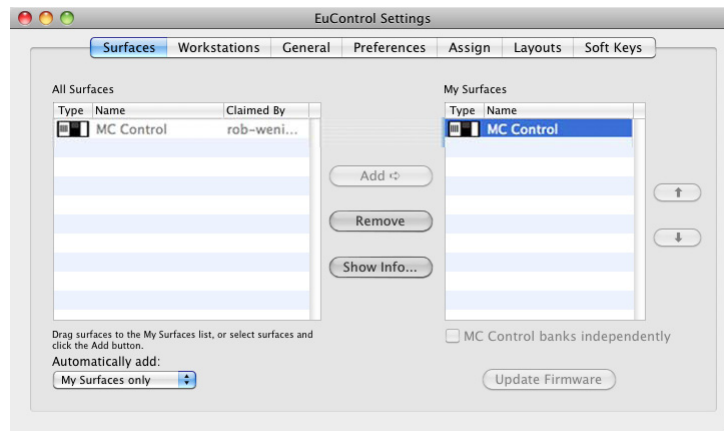 EuControl Settings
Surfaces Workstations General Preferences Assign Layouts Soft Keys
All Surfaces
Type Name Claimed By
MC Control rob-weni...
My Surfaces
Type Name
MC Control
Add
Remove
Show Info...
Drag surfaces to the My Surfaces list, or select surfaces and
click the Add button.
Automatically add:
My Surfaces only
MC Control banks independently
Update Firmware